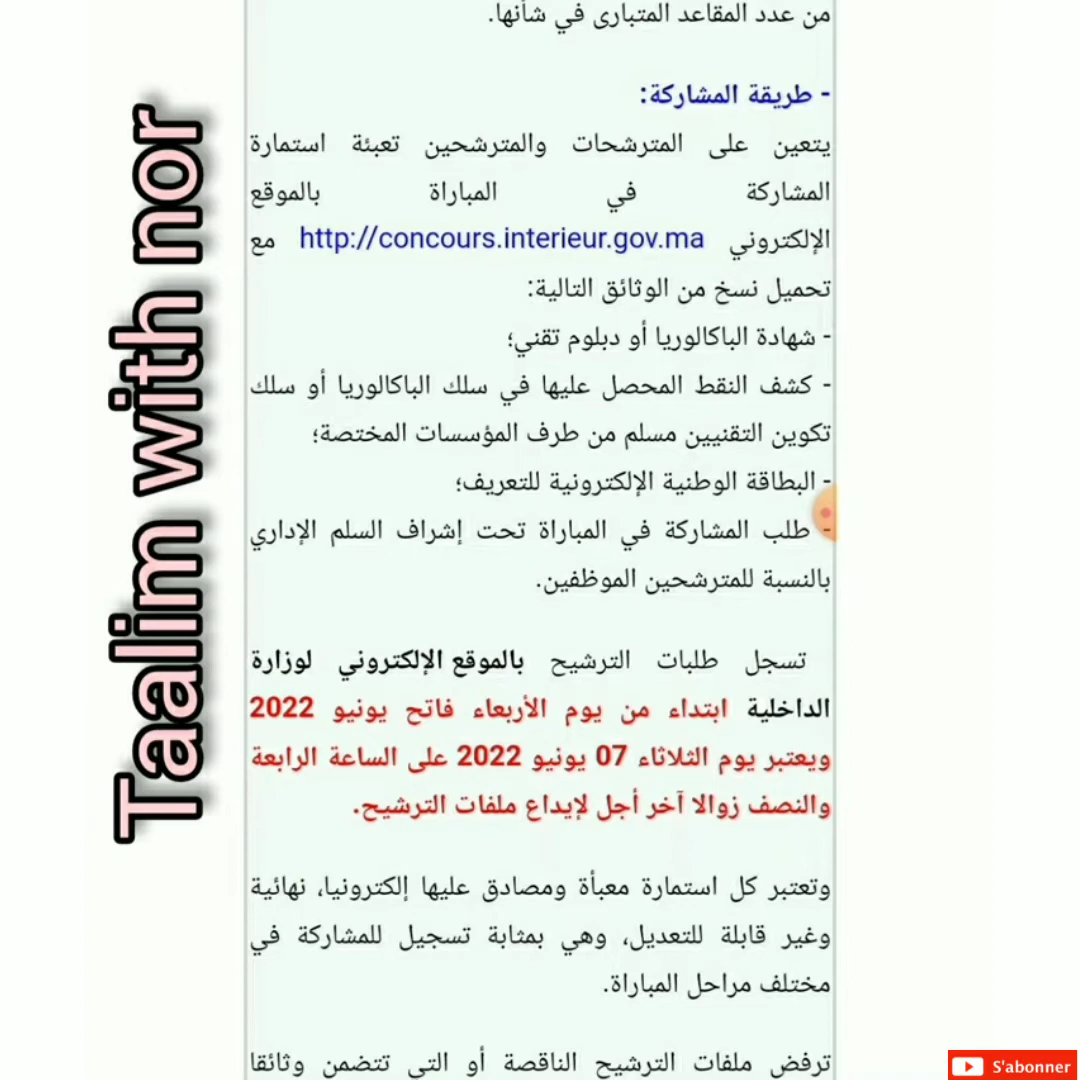 من عدد المقاعد المتبارى في شأنها.
- طريقة المشاركة:
يتعين على المترشحات والمترشحين تعبئة استمارة
المشاركة في المباراة بالموقع
الإلكتروني http://concours.interieur.gov.ma مع
تحميل نسخ من الوثائق التالية:
- شهادة الباكالوريا أو دبلوم تقني؛
- كشف النقط المحصل عليها في سلك الباكالوريا أو سلك
تكوين التقنيين مسلم من طرف المؤسسات المختصة؛
- البطاقة الوطنية الإلكترونية للتعريف؛
- طلب المشاركة في المباراة تحت إشراف السلم الإداري
بالنسبة للمترشحين الموظفين.
تسجل طلبات الترشيح بالموقع الإلكتروني لوزارة
الداخلية ابتداء من يوم الأربعاء فاتح يونيو 2022
ويعتبر يوم الثلاثاء 07 يونيو 2022 على الساعة الرابعة
والنصف زوالا آخر أجل لإيداع ملفات الترشيح.
وتعتبر كل استمارة معبأة ومصادق عليها إلكترونيا، نهائية
وغير قابلة للتعديل، وهي بمثابة تسجيل للمشاركة في
مختلف مراحل المباراة.
ترفض ملفات الترشيح الناقصة أو التي تتضمن وثائقا
Taalim with nor
S'abonner